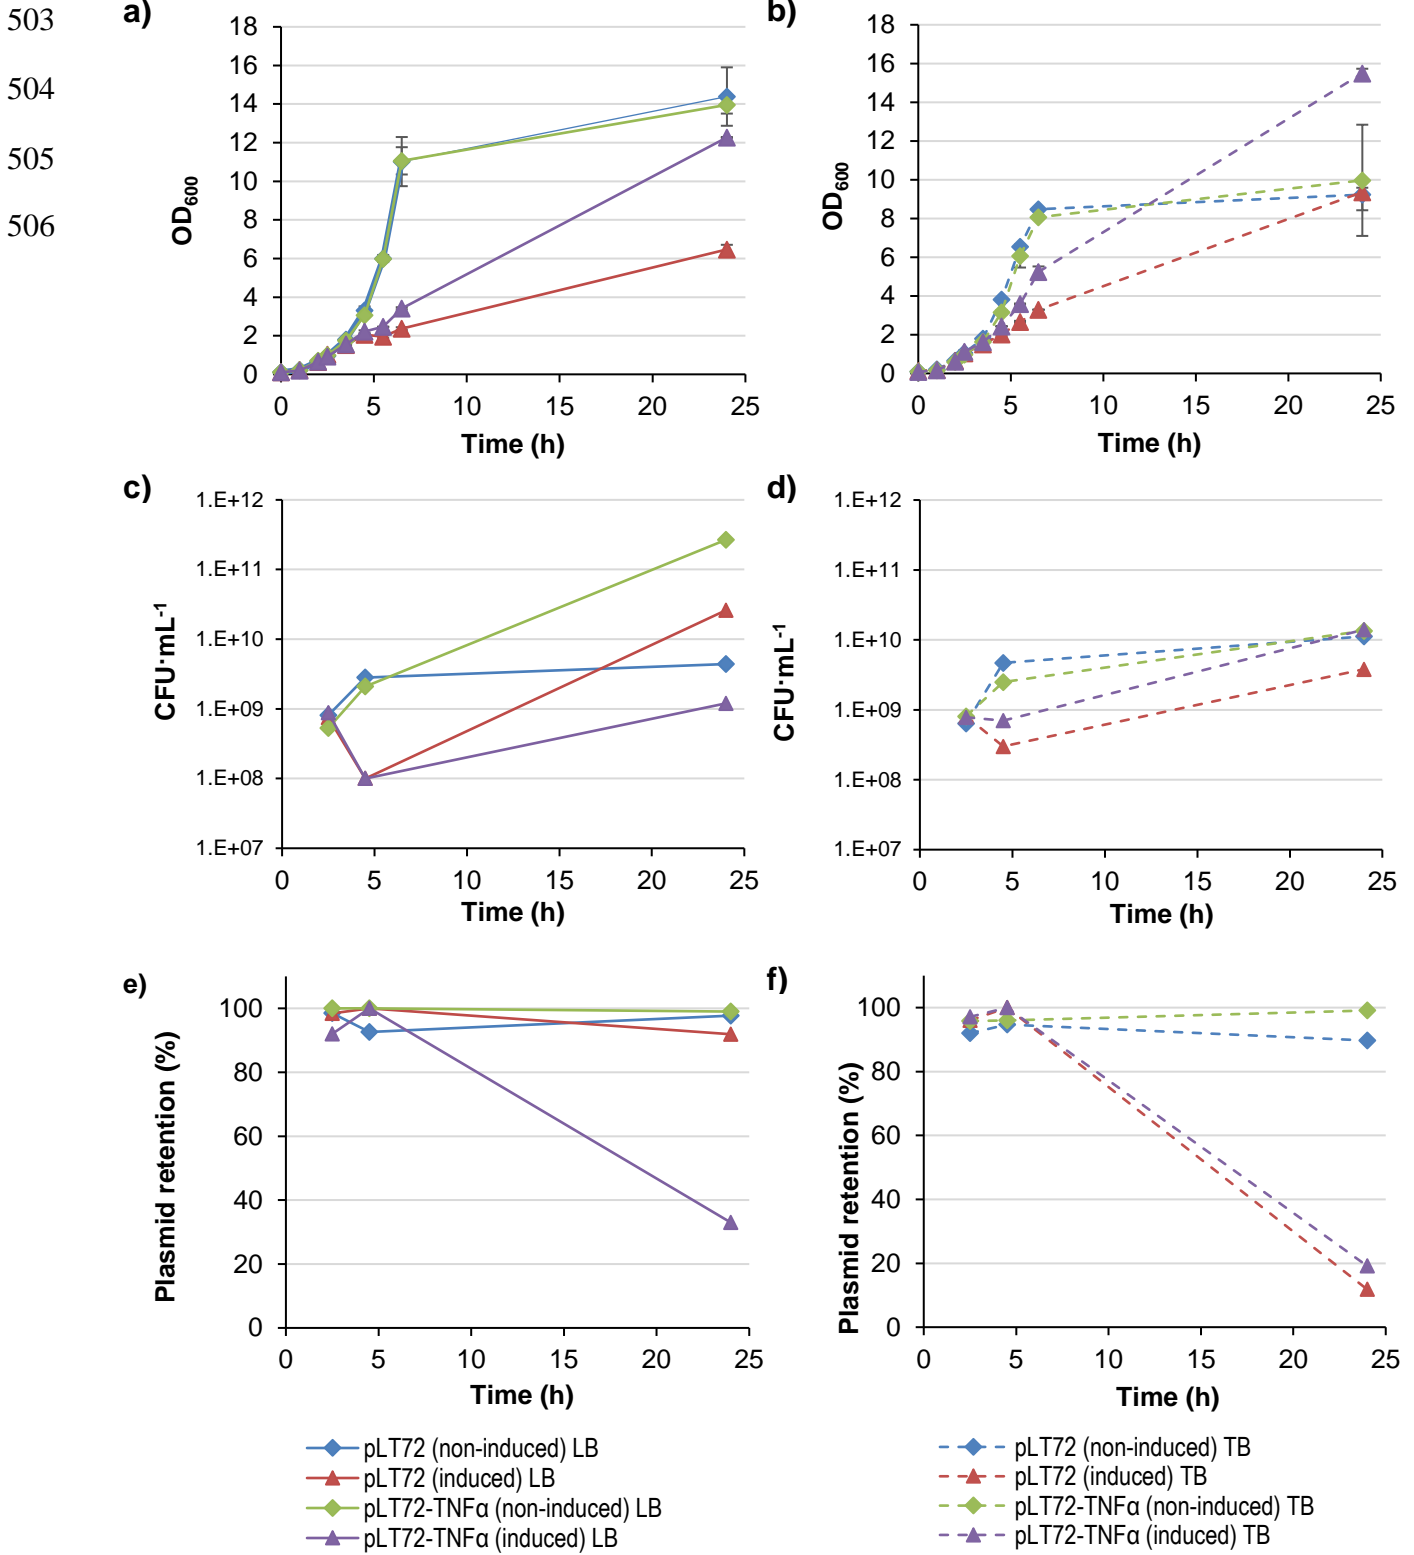 503
504
505
506
a)
18
16
14
12
10
8
6
4
2
0
OD600
0 5 10 15 20 25
Time (h)
b)
18
16
14
12
10
8
6
4
2
0
OD600
0 5 10 15 20 25
Time (h)
c)
1.E+12
1.E+11
1.E+10
1.E+09
1.E+08
1.E+07
CFU·mL-1
0 5 10 15 20 25
Time (h)
d)
1.E+12
1.E+11
1.E+10
1.E+09
1.E+08
1.E+07
CFU·mL-1
0 5 10 15 20 25
Time (h)
e)
100
80
60
40
20
0
Plasmid retention (%)
0 5 10 15 20 25
Time (h)
f)
100
80
60
40
20
0
Plasmid retention (%)
0 5 10 15 20 25
Time (h)
pLT72 (non-induced) LB
pLT72 (induced) LB
pLT72-TNFα (non-induced) LB
pLT72-TNFα (induced) LB
pLT72 (non-induced) TB
pLT72 (induced) TB
pLT72-TNFα (non-induced) TB
pLT72-TNFα (induced) TB